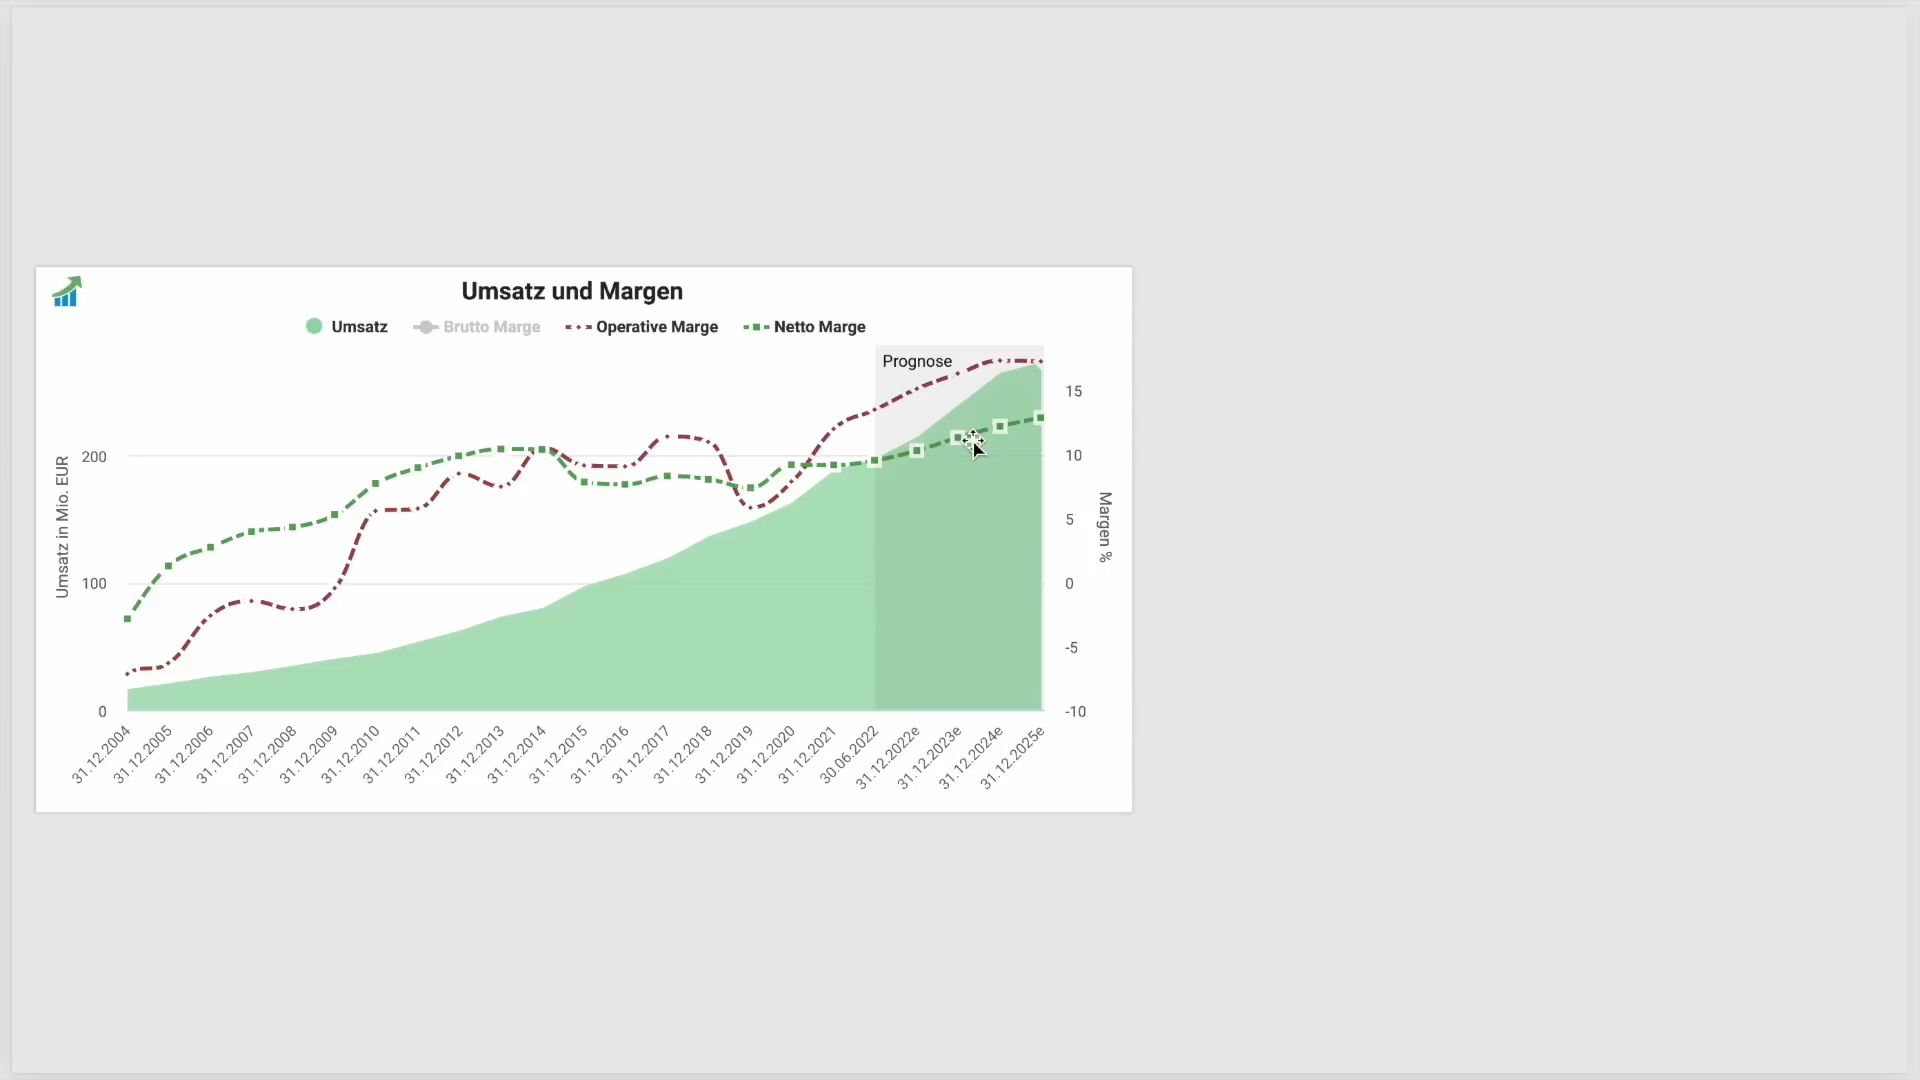 Umsatz und Margen
Umsatz
Brutto Marge
Operative Marge
Netto Marge
Prognose
Umsatz in Mio. EUR
200
100
0
15
10
5
0
-5
-10
Margen %
31.12.2004
31.12.2005
31.12.2006
31.12.2007
31.12.2008
31.12.2009
31.12.2010
31.12.2011
31.12.2012
31.12.2013
31.12.2014
31.12.2015
31.12.2016
31.12.2017
31.12.2018
31.12.2019
31.12.2020
31.12.2021
30.06.2022
31.12.2022e
31.12.2023e
31.12.2024e
31.12.2025e